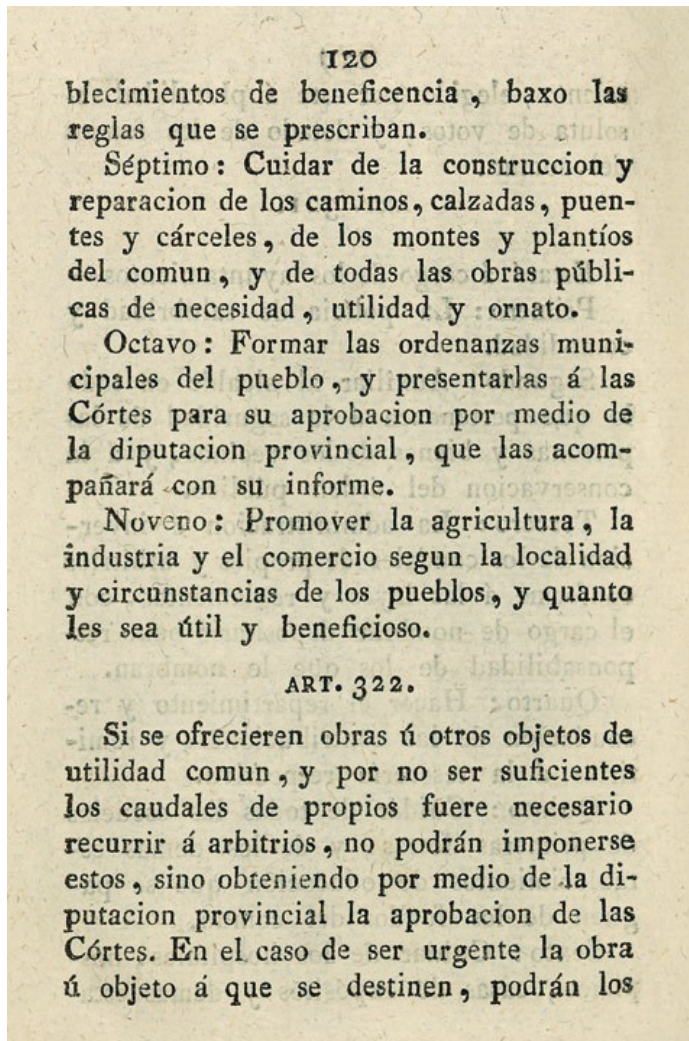 120
blecimientos de beneficencia , baxo las
reglas que se prescriban.
Séptimo : Cuidar de la construccion y
reparacion de los caminos, calzadas, puen-
tes y cárceles, de los montes y plantíos
del comun , y de todas las obras públi-
cas de necesidad , utilidad y ornato.
Octavo : Formar las ordenanzas muni-
cipales del pueblo, y presentarlas á las
Córtes para su aprobacion por medio de
la diputacion provincial , que las acom-
pañará con su informe.
Noveno : Promover la agricultura , la
industria y el comercio segun la localidad
y circunstancias de los pueblos, y quanto
les sea útil y beneficioso.
ART. 322.
Si se ofrecieren obras ú otros objetos de
utilidad comun , y por no ser suficientes
los caudales de propios fuere necesario
recurrir á arbitrios, no podrán imponerse
estos , sino obteniendo por medio de la di-
putacion provincial la aprobacion de las
Córtes. En el caso de ser urgente la obra
ú objeto á que se destinen, podrán los